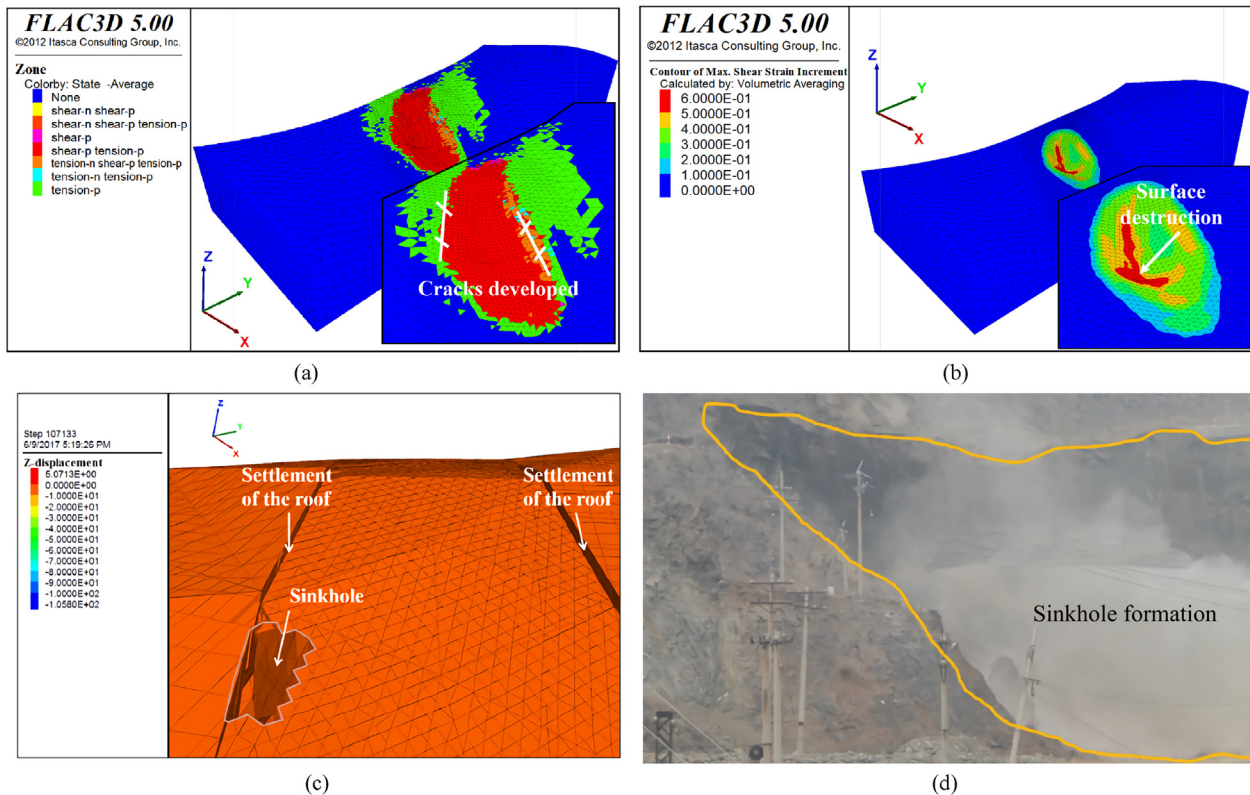 FLAC3D 5.00
©2012 Itasca Consulting Group, Inc.
Zone
Colorby: State -Average
None
shear-n shear-p
shear-n shear-p tension-p
shear-p
shear-p tension-p
tension-n shear-p tension-p
tension-n tension-p
tension-p
Z
Y
X
Cracks developed
(a)
FLAC3D 5.00
©2012 Itasca Consulting Group, Inc.
Contour of Max. Shear Strain Increment
Calculated by: Volumetric Averaging
6.0000E-01
5.0000E-01
4.0000E-01
3.0000E-01
2.0000E-01
1.0000E-01
0.0000E+00
Z
Y
X
Surface
destruction
(b)
Step 107133
6/9/2017 5:19:26 PM
Z-displacement
5.0713E+00
0.0000E+00
-1.0000E+01
-2.0000E+01
-3.0000E+01
-4.0000E+01
-5.0000E+01
-6.0000E+01
-7.0000E+01
-8.0000E+01
-9.0000E+01
-1.0000E+02
-1.0580E+02
Z
Y
X
Settlement
of the roof
Settlement
of the roof
Sinkhole
(c)
Sinkhole formation
(d)